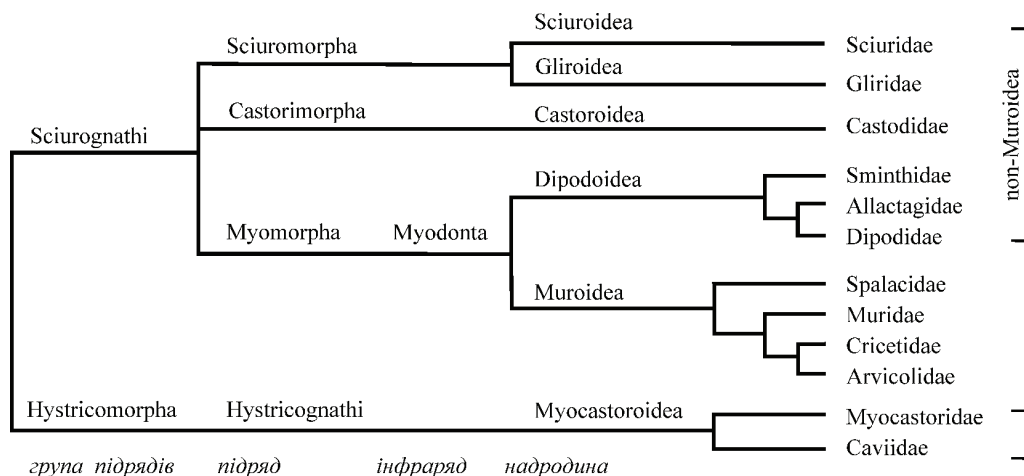 Sciuroidea
Sciuromorpha
Sciuridae
Gliroidea
Gliridae
Castorimorpha
Castoroidea
Castodidae
Sciurognathi
non-Muroidea
Dipodoidea
Sminthidae
Allactagidae
Dipodidae
Myomorpha Myodonta
Muroidea
Spalacidae
Muridae
Cricetidae
Arvicolidae
Hystricomorpha Hystricognathi Myocastoroidea
Myocastoridae
Caviidae
група підрядів підряд інфраряд надродина